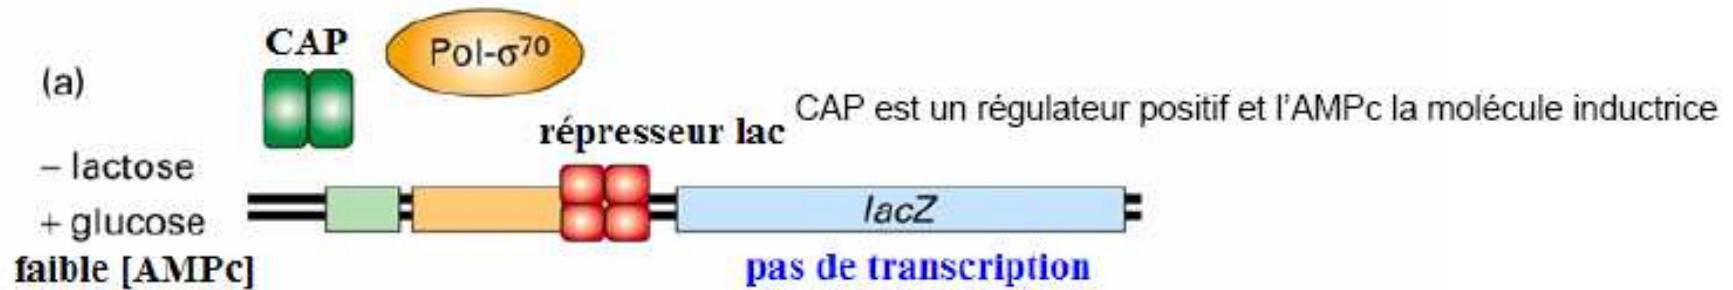 CAP
Pol-σ⁷⁰
(a)
CAP est un régulateur positif et l'AMPc la molécule inductrice
répresseur lac
– lactose
+ glucose
lacZ
faible [AMPc]
pas de transcription